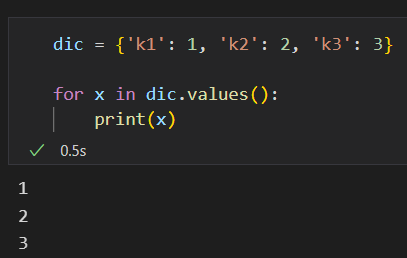 dic = {'k1': 1, 'k2': 2, 'k3': 3}
for x in dic.values():
    print(x)
0.5s
1
2
3